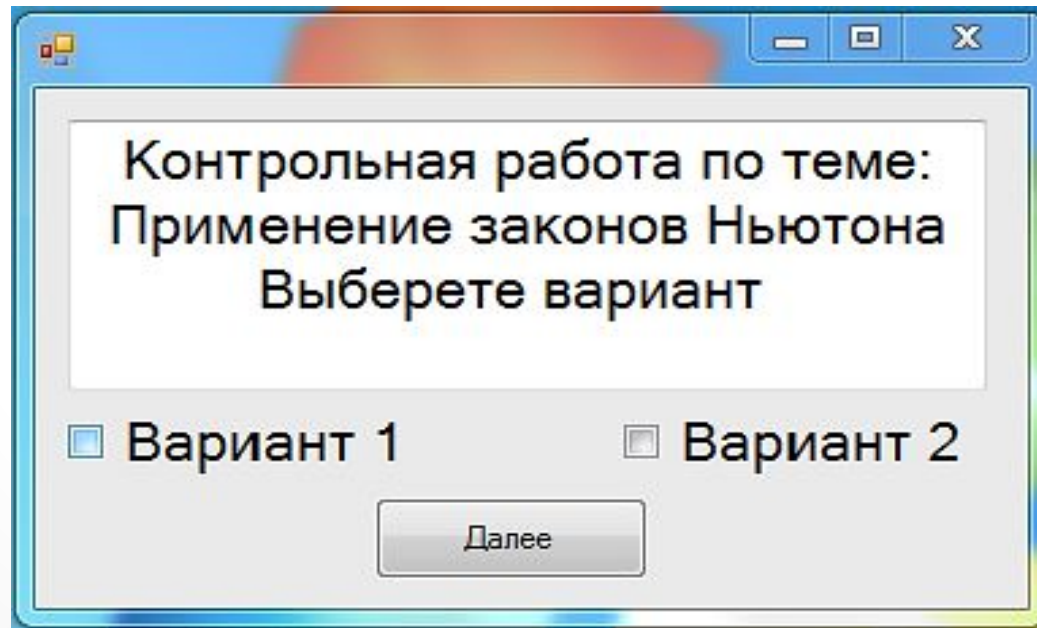 Контрольная работа по теме:
Применение законов Ньютона
Выберете вариант
Вариант 1
Вариант 2
Далее